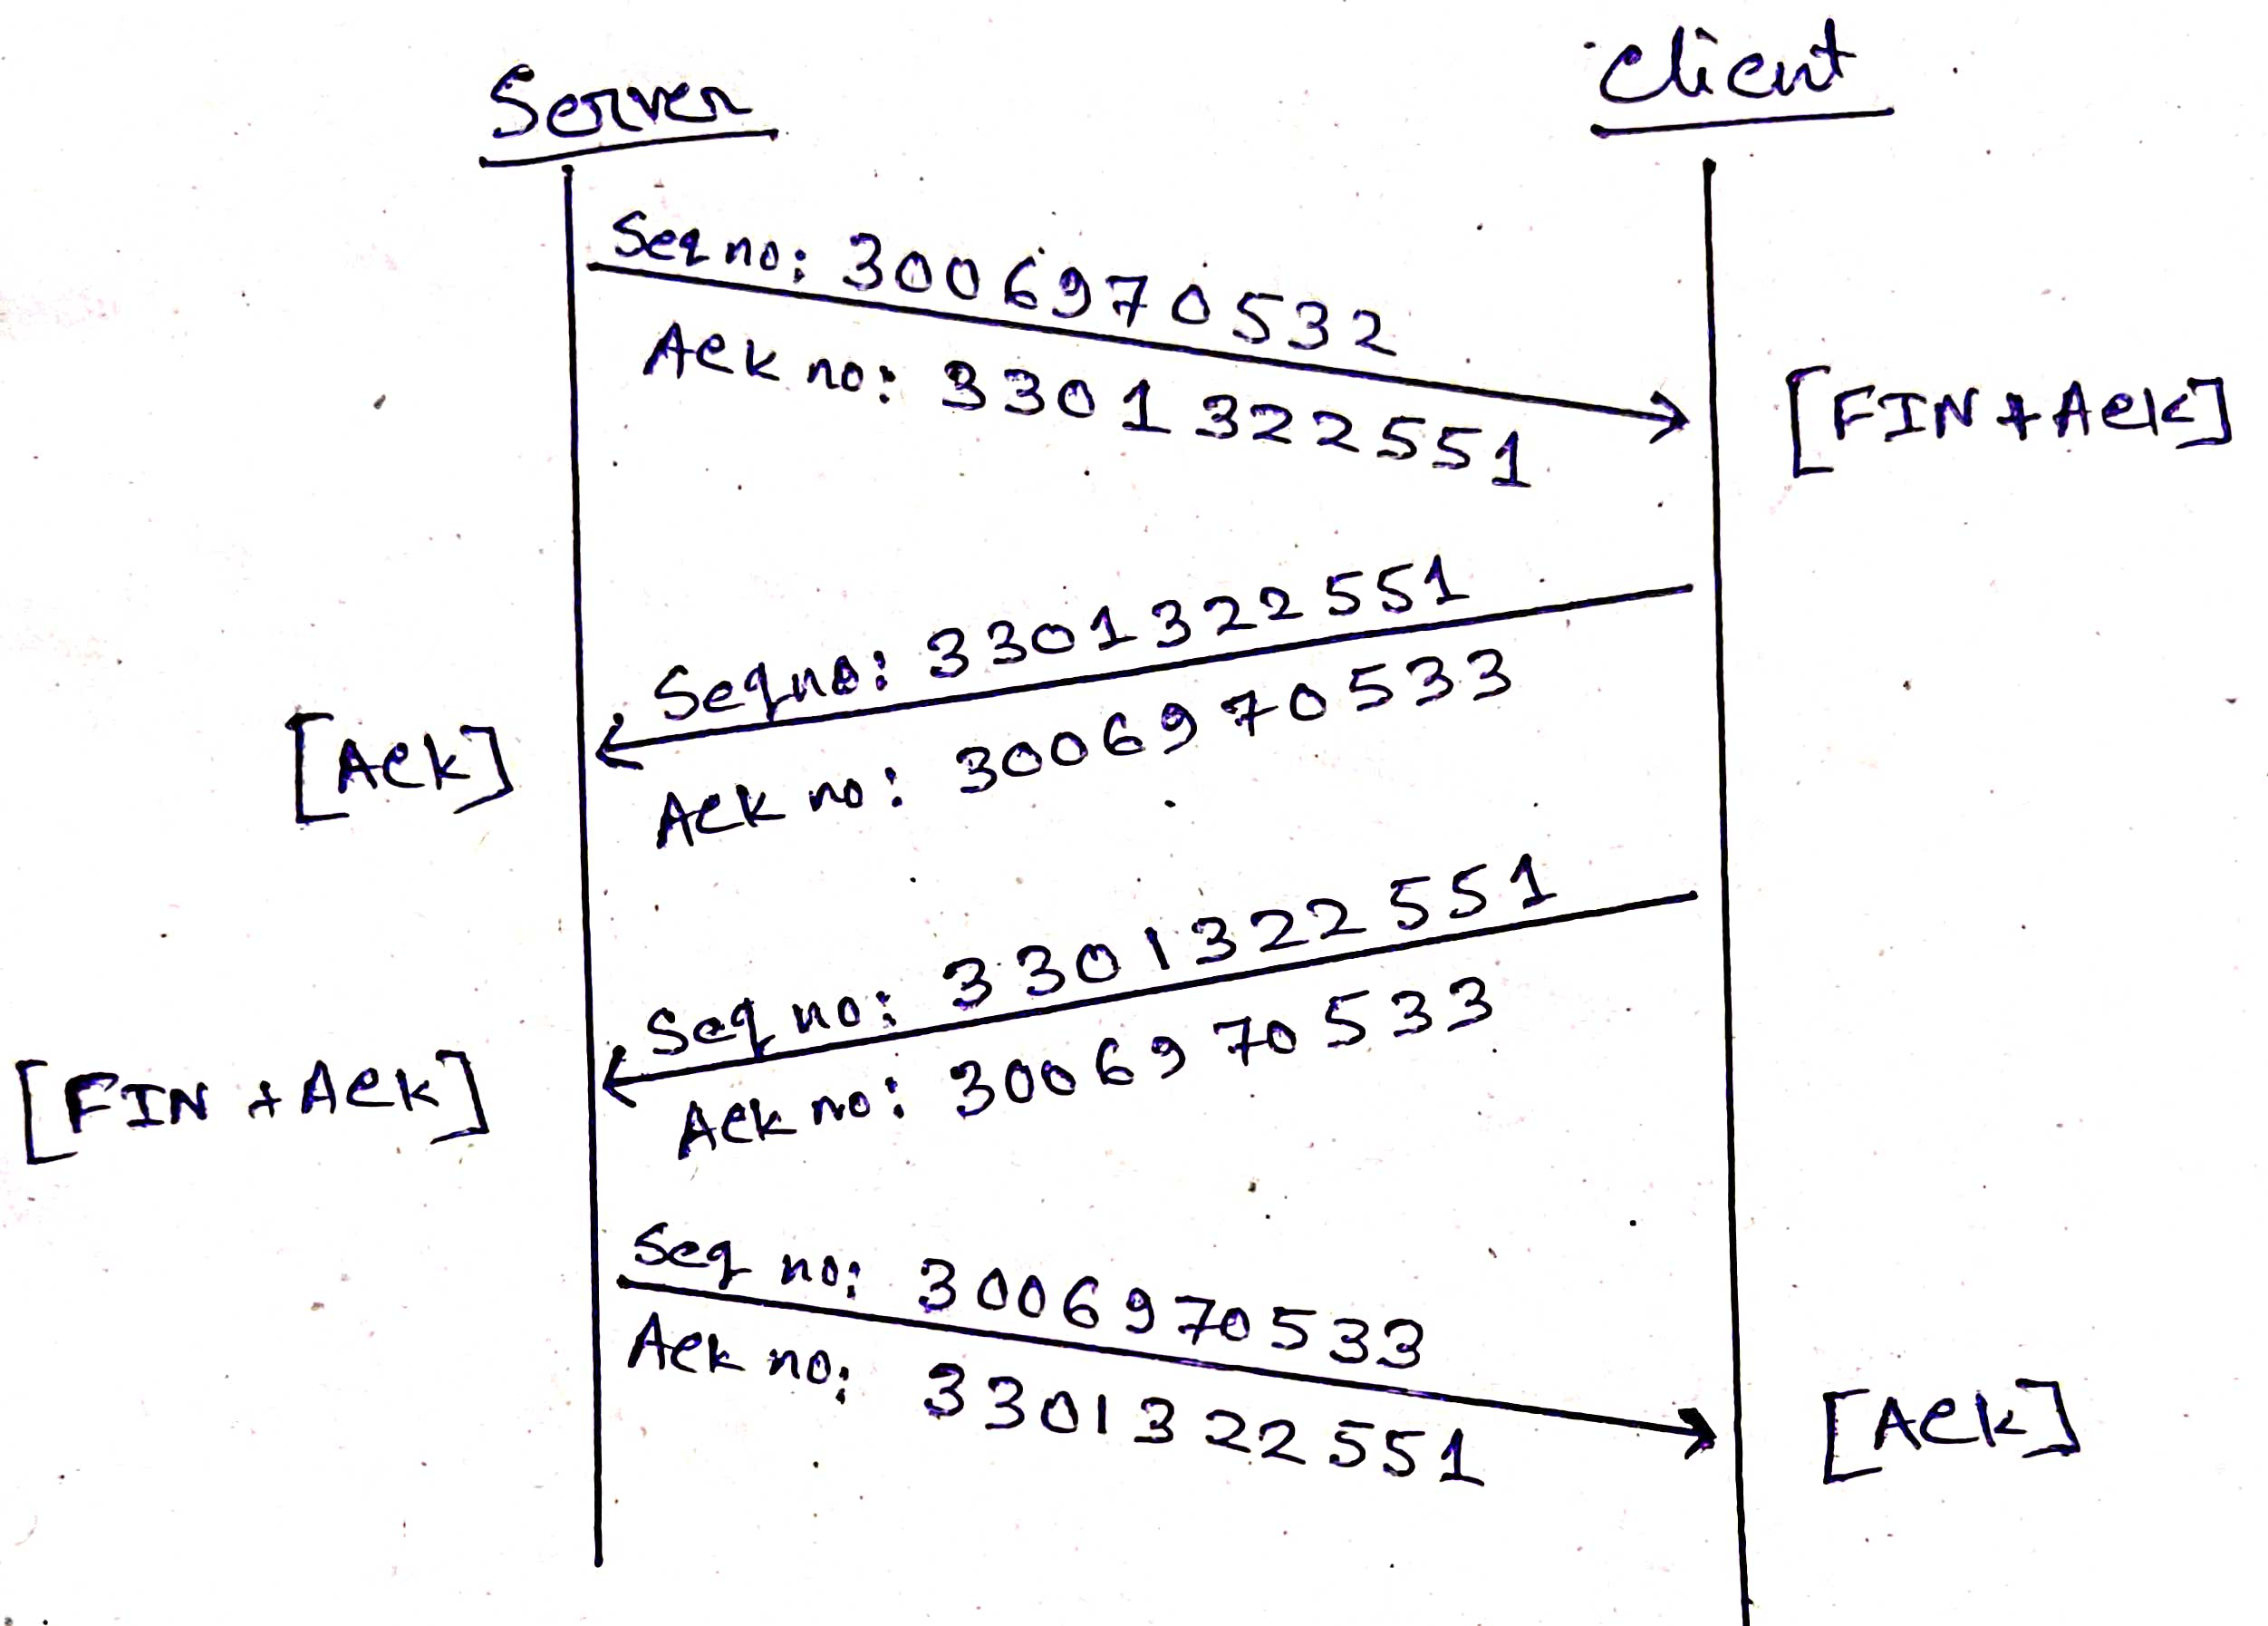 Server
Client
Seq no: 3006970532
Ack no: 3301322551
[FIN + Ack]
Seq no: 3301322551
Ack no: 3006970533
[Ack]
Seq no: 3301322551
Ack no: 3006970533
[FIN + Ack]
Seq no: 3006970533
Ack no: 3301322551
[Ack]